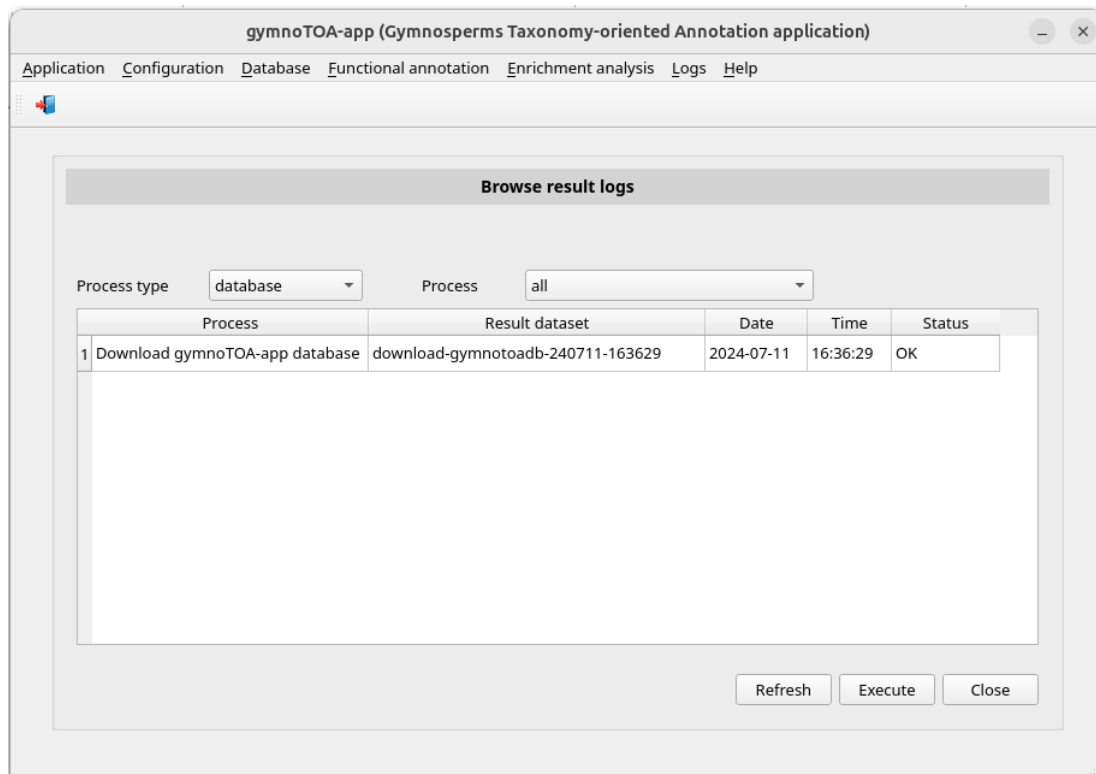 gymnoTOA-app (Gymnosperms Taxonomy-oriented Annotation application)
Application Configuration Database Functional annotation Enrichment analysis Logs Help
Browse result logs
Process type database Process all
Process Result dataset Date Time Status
1 Download gymnoTOA-app database download-gymnotoadb-240711-163629 2024-07-11 16:36:29 OK
Refresh Execute Close